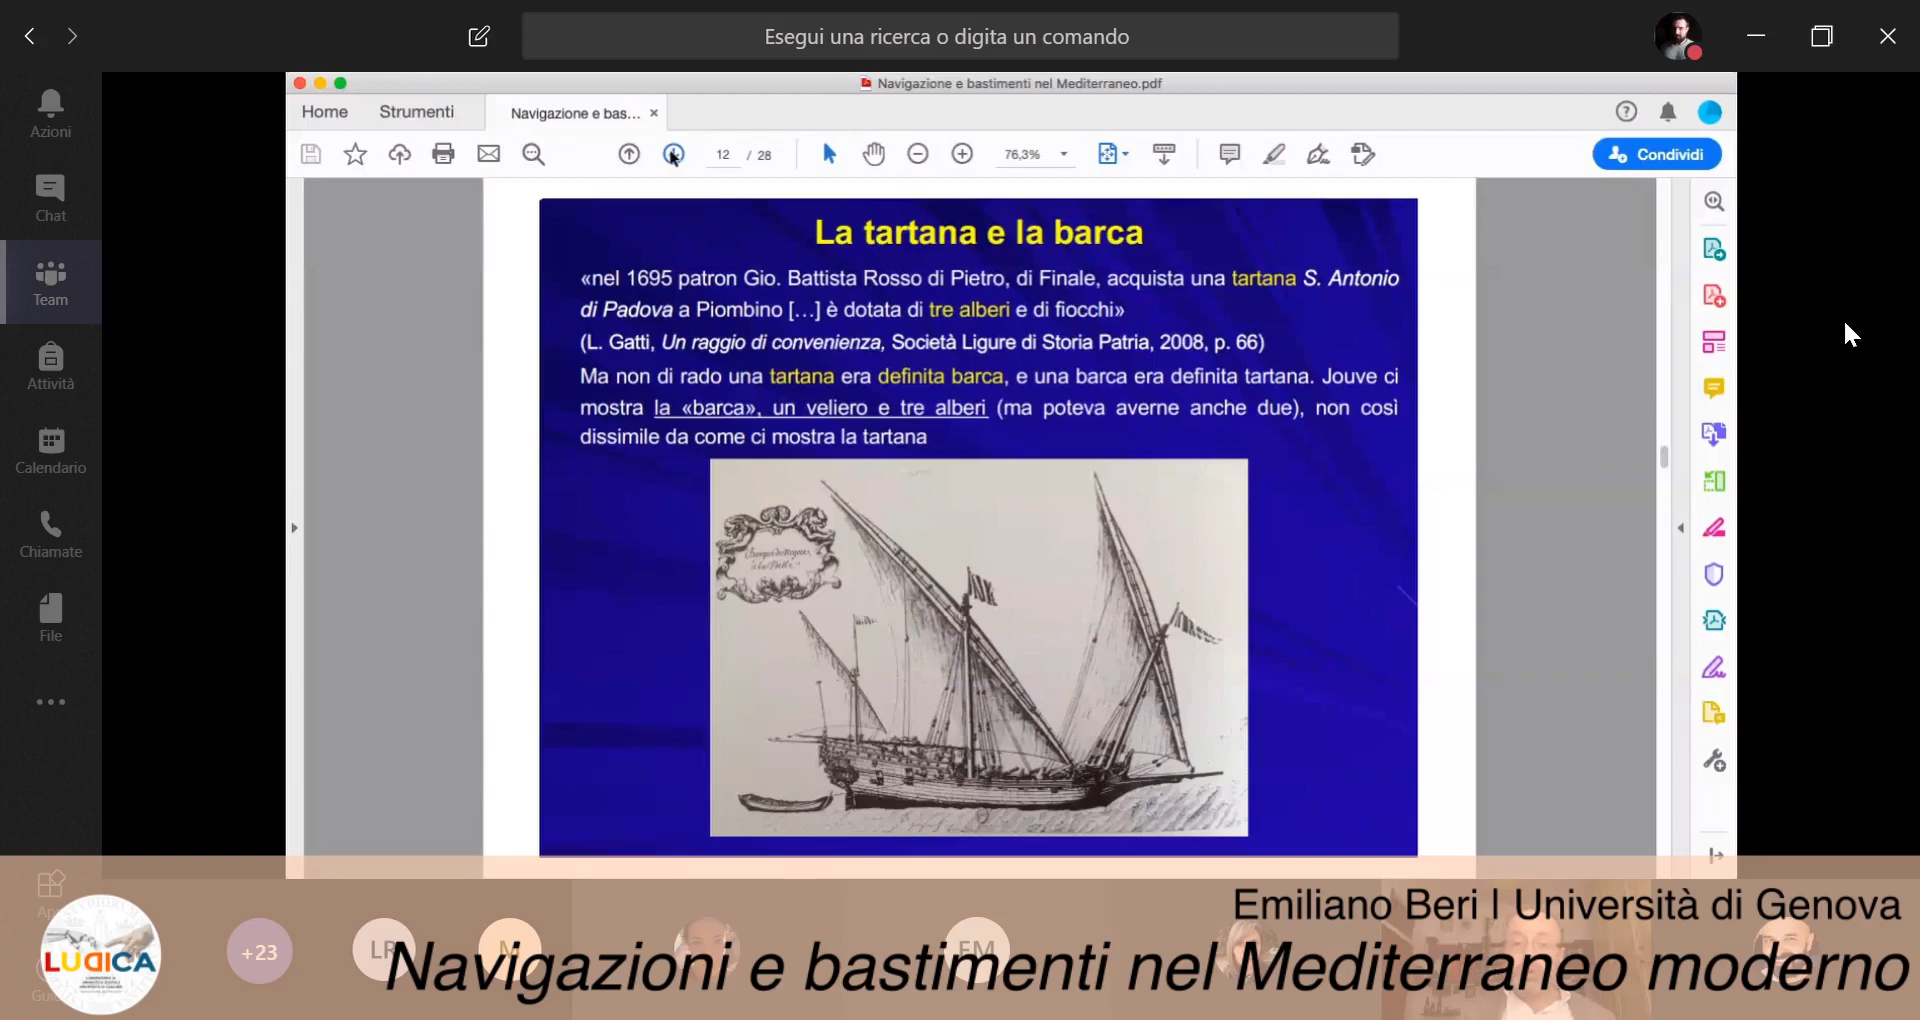 Esegui una ricerca o digita un comando
Azioni
Chat
Team
Attività
Calendario
Chiamate
File
Navigazione e bastimenti nel Mediterraneo.pdf
Home Strumenti Navigazione e bas... ×
12 / 28 76,3% Condividi
La tartana e la barca
«nel 1695 patron Gio. Battista Rosso di Pietro, di Finale, acquista una tartana S. Antonio
di Padova a Piombino [...] è dotata di tre alberi e di fiocchi»
(L. Gatti, Un raggio di convenienza, Società Ligure di Storia Patria, 2008, p. 66)
Ma non di rado una tartana era definita barca, e una barca era definita tartana. Jouve ci
mostra la «barca», un veliero e tre alberi (ma poteva averne anche due), non così
dissimile da come ci mostra la tartana
Emiliano Beri | Università di Genova
Navigazioni e bastimenti nel Mediterraneo moderno
LUDICA
+23
LR
EM